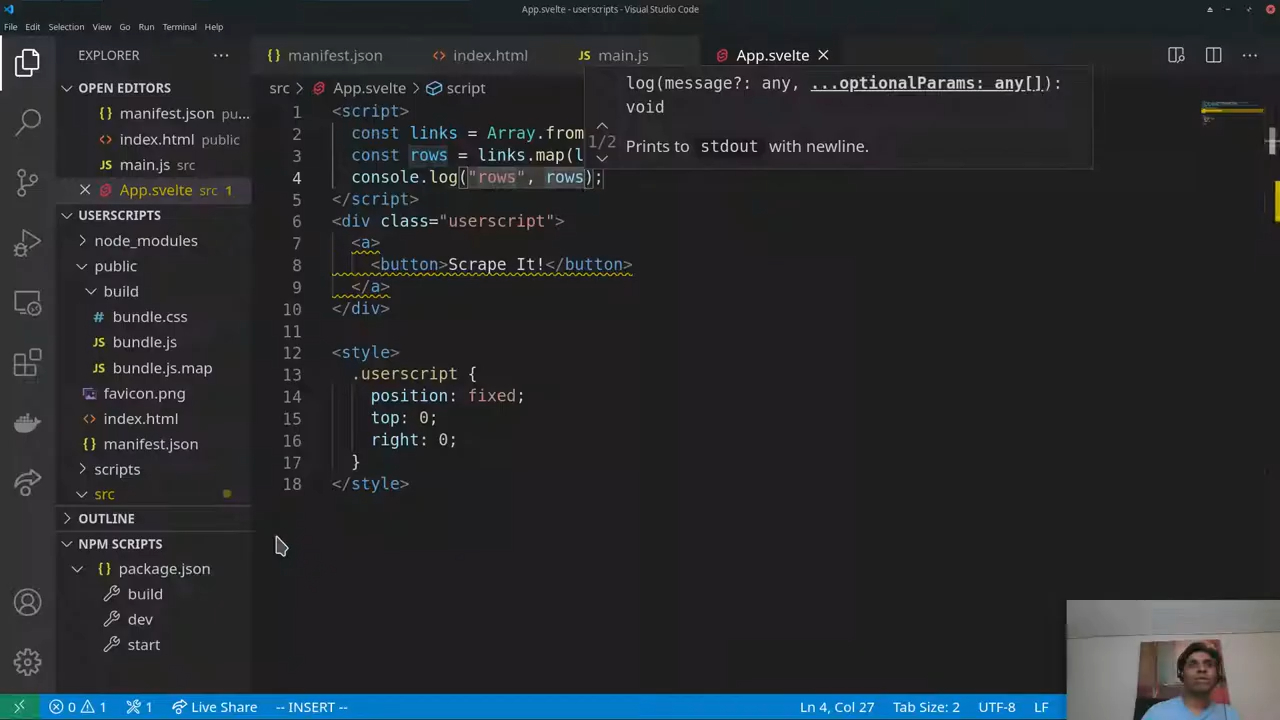 App.svelte - userscripts - Visual Studio Code
File Edit Selection View Go Run Terminal Help
EXPLORER
manifest.json
index.html
main.js
App.svelte
OPEN EDITORS
manifest.json pu...
index.html public
main.js src
App.svelte src 1
USERSCRIPTS
node_modules
public
build
bundle.css
bundle.js
bundle.js.map
favicon.png
index.html
manifest.json
scripts
src
OUTLINE
NPM SCRIPTS
package.json
build
dev
start
src > App.svelte > script
log(message?: any, ...optionalParams: any[]):
void
1/2
Prints to stdout with newline.
1 <script>
2 const links = Array.from
3 const rows = links.map(l
4 console.log("rows", rows);
5 </script>
6 <div class="userscript">
7 <a>
8 <button>Scrape It!</button>
9 </a>
10 </div>
11
12 <style>
13 .userscript {
14 position: fixed;
15 top: 0;
16 right: 0;
17 }
18 </style>
0 1 1 Live Share -- INSERT -- Ln 4, Col 27 Tab Size: 2 UTF-8 LF